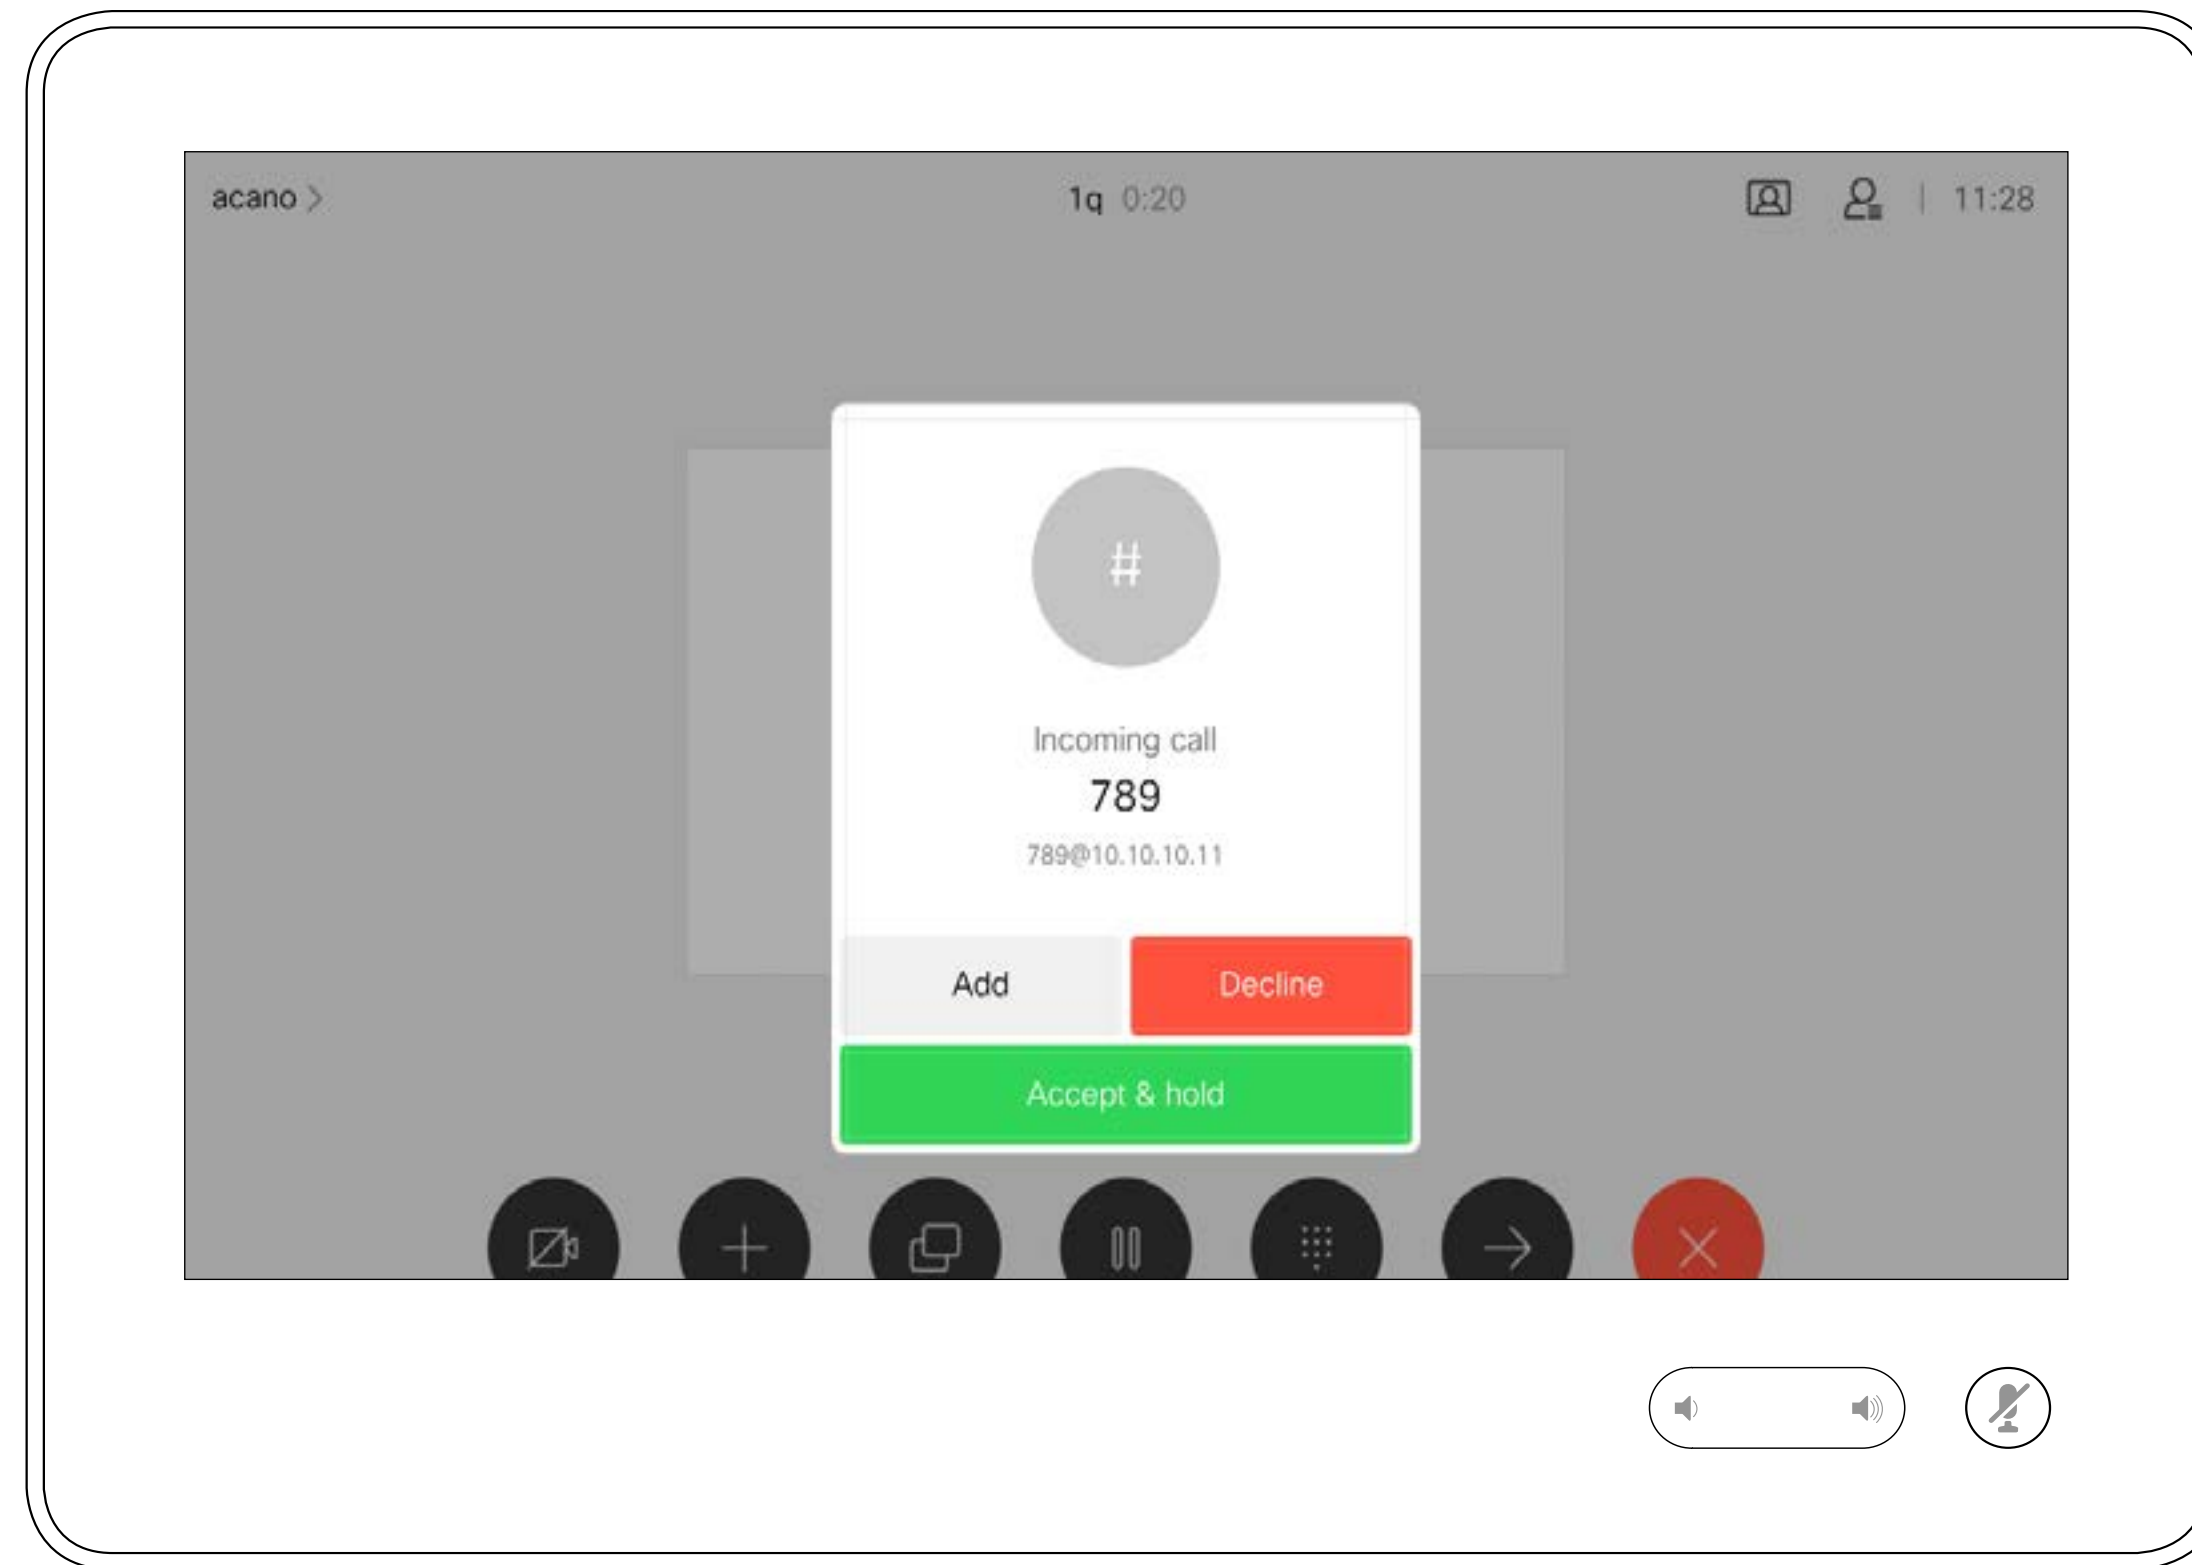 acano
1q 0:20
11:28
#
Incoming call
789
789@10.10.10.11
Add
Decline
Accept & hold